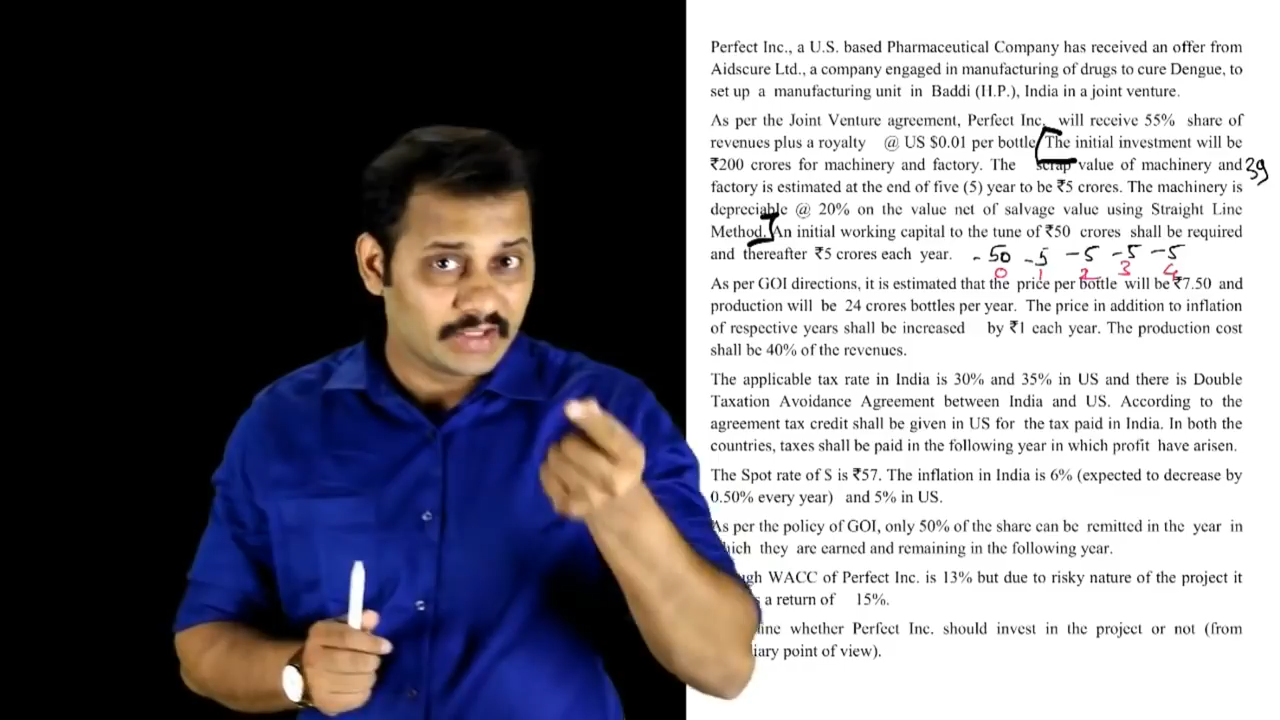 Perfect Inc., a U.S. based Pharmaceutical Company has received an offer from
Aidscure Ltd., a company engaged in manufacturing of drugs to cure Dengue, to
set up a manufacturing unit in Baddi (H.P.), India in a joint venture.
As per the Joint Venture agreement, Perfect Inc. will receive 55% share of
revenues plus a royalty @ US $0.01 per bottle. The initial investment will be
₹200 crores for machinery and factory. The scrap value of machinery and 39
factory is estimated at the end of five (5) year to be ₹5 crores. The machinery is
depreciable @ 20% on the value net of salvage value using Straight Line
Method. An initial working capital to the tune of ₹50 crores shall be required
and thereafter ₹5 crores each year. - 50 -5 -5 -5 -5
0 1 2 3 4
As per GOI directions, it is estimated that the price per bottle will be ₹7.50 and
production will be 24 crores bottles per year. The price in addition to inflation
of respective years shall be increased by ₹1 each year. The production cost
shall be 40% of the revenues.
The applicable tax rate in India is 30% and 35% in US and there is Double
Taxation Avoidance Agreement between India and US. According to the
agreement tax credit shall be given in US for the tax paid in India. In both the
countries, taxes shall be paid in the following year in which profit have arisen.
The Spot rate of $ is ₹57. The inflation in India is 6% (expected to decrease by
0.50% every year) and 5% in US.
As per the policy of GOI, only 50% of the share can be remitted in the year in
which they are earned and remaining in the following year.
WACC of Perfect Inc. is 13% but due to risky nature of the project it
a return of 15%.
whether Perfect Inc. should invest in the project or not (from
point of view).